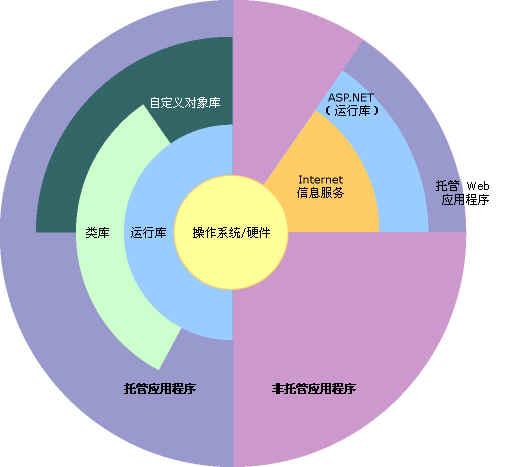 自定义对象库
ASP.NET
（运行库）
Internet
信息服务
托管 Web
应用程序
类库
运行库
操作系统/硬件
托管应用程序
非托管应用程序